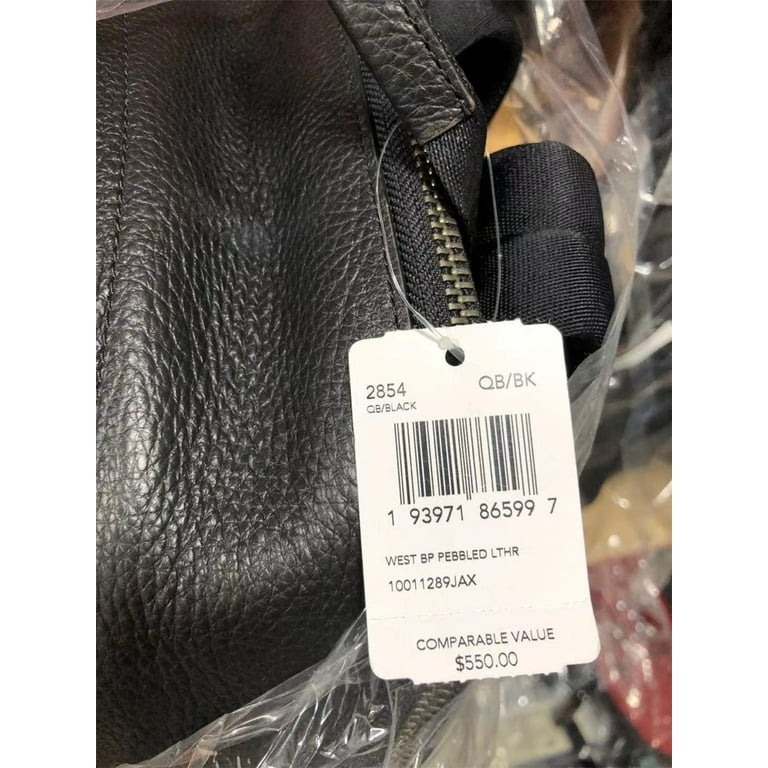 2854 QB/BK
QB/BLACK
1 93971 86599 7
WEST BP PEBBLED LTHR
10011289JAX
COMPARABLE VALUE
$550.00